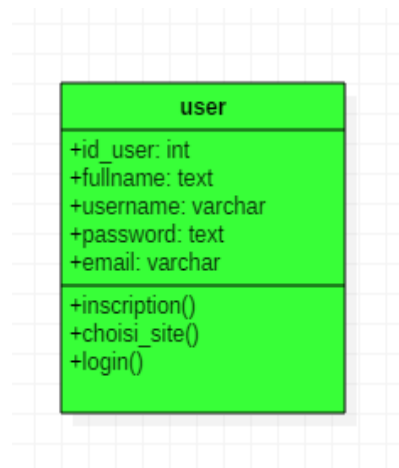 user
+id_user: int
+fullname: text
+username: varchar
+password: text
+email: varchar
+inscription()
+choisi_site()
+login()